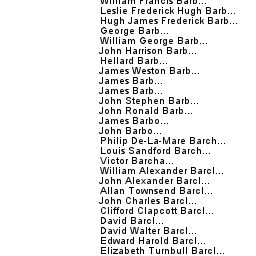 William Francis Barb...
Leslie Frederick Hugh Barb...
Hugh James Frederick Barb...
George Barb...
William George Barb...
John Harrison Barb...
Hellard Barb...
James Weston Barb...
James Barb...
James Barb...
John Stephen Barb...
John Ronald Barb...
James Barbo...
John Barbo...
Philip De-La-Mare Barch...
Louis Sandford Barch...
Victor Barcha...
William Alexander Barcl...
John Alexander Barcl...
Allan Townsend Barcl...
John Charles Barcl...
Clifford Clapcott Barcl...
David Barcl...
David Walter Barcl...
Edward Harold Barcl...
Elizabeth Turnbull Barcl...